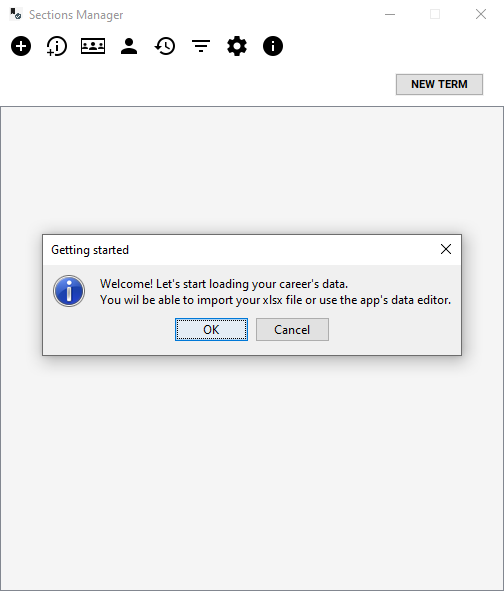 Sections Manager
NEW TERM
Getting started
Welcome! Let's start loading your career's data.
You wil be able to import your xlsx file or use the app's data editor.
OK
Cancel